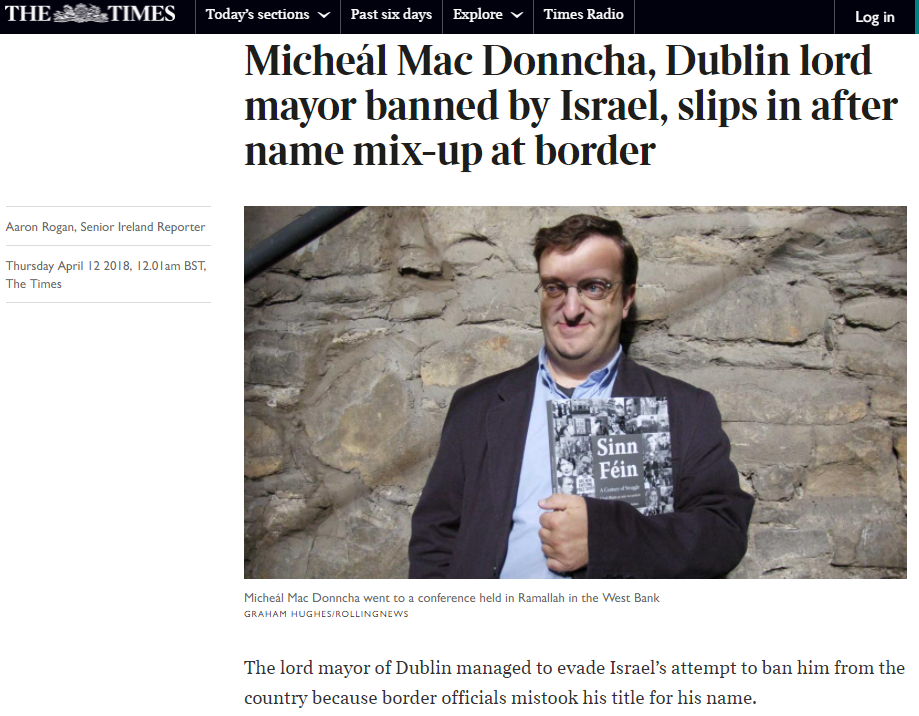 THE TIMES
Today's sections
Past six days
Explore
Times Radio
Log in
Micheál Mac Donncha, Dublin lord
mayor banned by Israel, slips in after
name mix-up at border
Aaron Rogan, Senior Ireland Reporter
Thursday April 12 2018, 12.01am BST,
The Times
Sinn
Féin
A Century of Struggle
Micheál Mac Donncha went to a conference held in Ramallah in the West Bank
GRAHAM HUGHES/ROLLINGNEWS
The lord mayor of Dublin managed to evade Israel's attempt to ban him from the
country because border officials mistook his title for his name.